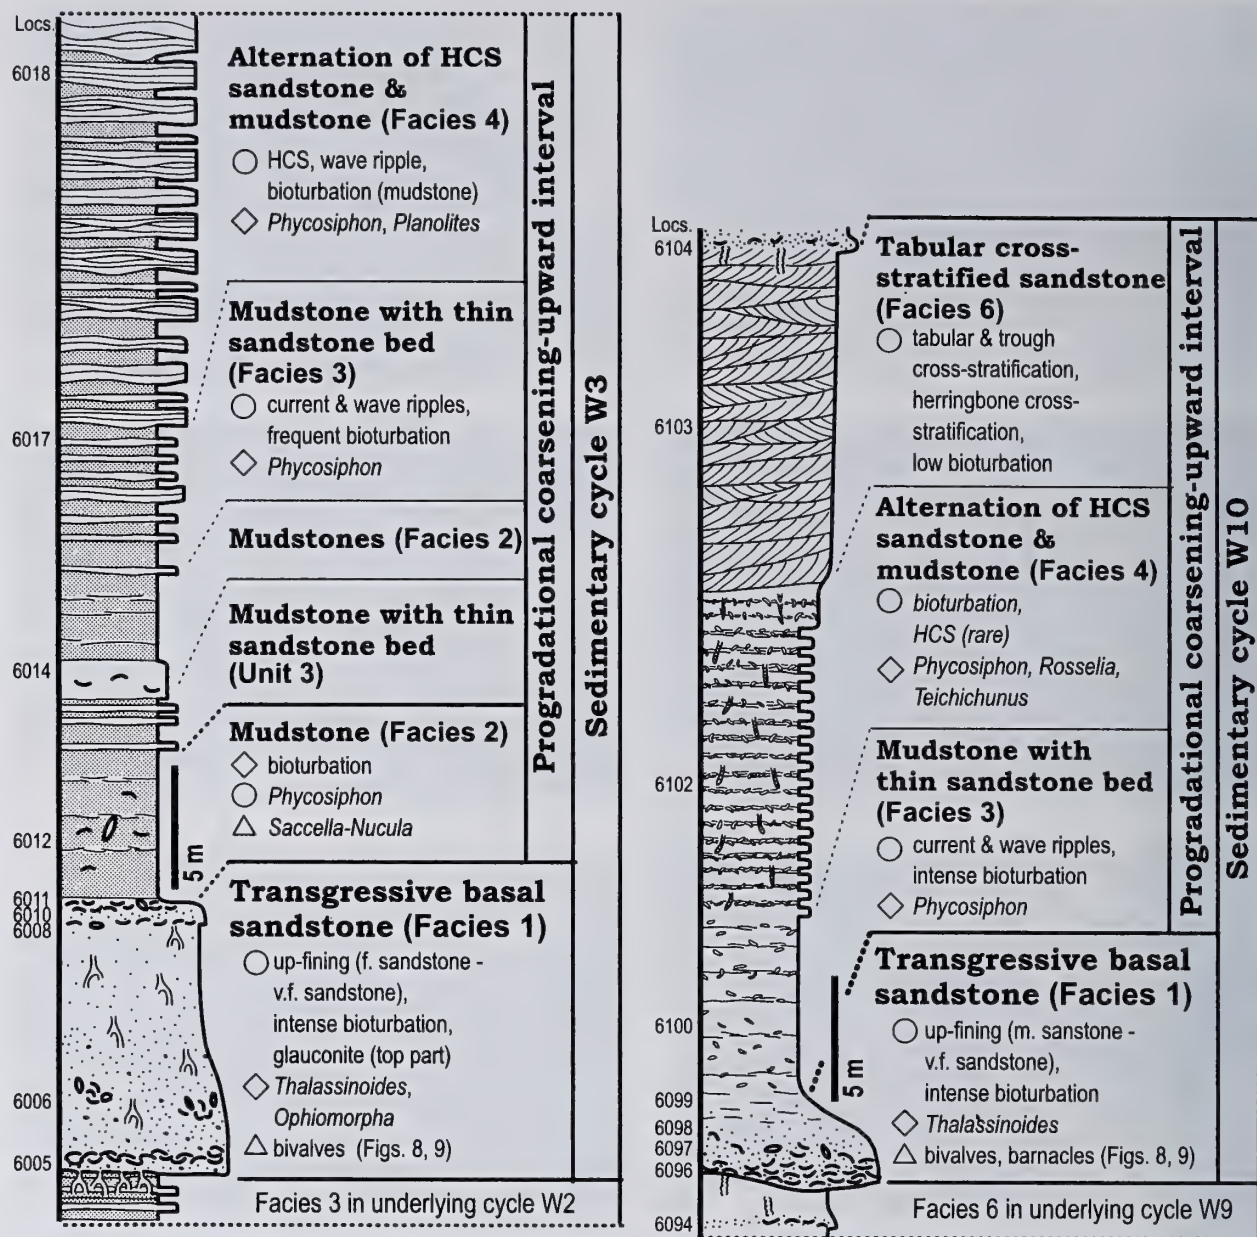 Locs.
6018
6017
6014
6012
6011
6010
6008
6006
6005
Alternation of HCS
sandstone &
mudstone (Facies 4)
○ HCS, wave ripple,
bioturbation (mudstone)
◇ Phycosiphon, Planolites
Mudstone with thin
sandstone bed
(Facies 3)
○ current & wave ripples,
frequent bioturbation
◇ Phycosiphon
Mudstones (Facies 2)
Mudstone with thin
sandstone bed
(Unit 3)
Mudstone (Facies 2)
◇ bioturbation
○ Phycosiphon
△ Saccella-Nucula
5 m
Transgressive basal
sandstone (Facies 1)
○ up-fining (f. sandstone -
v.f. sandstone),
intense bioturbation,
glauconite (top part)
◇ Thalassinoides,
Ophiomorpha
△ bivalves (Figs. 8, 9)
Facies 3 in underlying cycle W2
Progradational coarsening-upward interval
Sedimentary cycle W3
Locs.
6104
6103
6102
6100
6099
6098
6097
6096
6094
Tabular cross-
stratified sandstone
(Facies 6)
○ tabular & trough
cross-stratification,
herringbone cross-
stratification,
low bioturbation
Alternation of HCS
sandstone &
mudstone (Facies 4)
○ bioturbation,
HCS (rare)
◇ Phycosiphon, Rosselia,
Teichichunus
Mudstone with
thin sandstone bed
(Facies 3)
○ current & wave ripples,
intense bioturbation
◇ Phycosiphon
5 m
Transgressive basal
sandstone (Facies 1)
○ up-fining (m. sanstone -
v.f. sandstone),
intense bioturbation
◇ Thalassinoides
△ bivalves, barnacles (Figs. 8, 9)
Facies 6 in underlying cycle W9
Progradational coarsening-upward interval
Sedimentary cycle W10